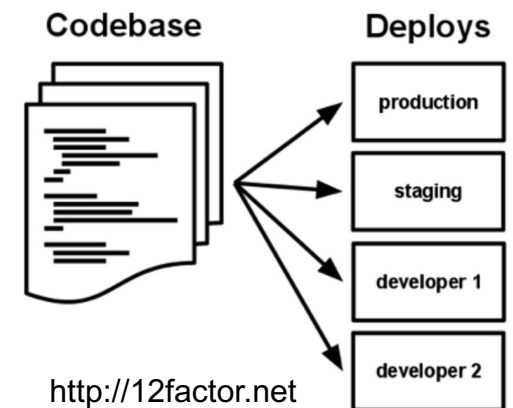 Codebase
Deploys
production
staging
developer 1
developer 2
http://12factor.net